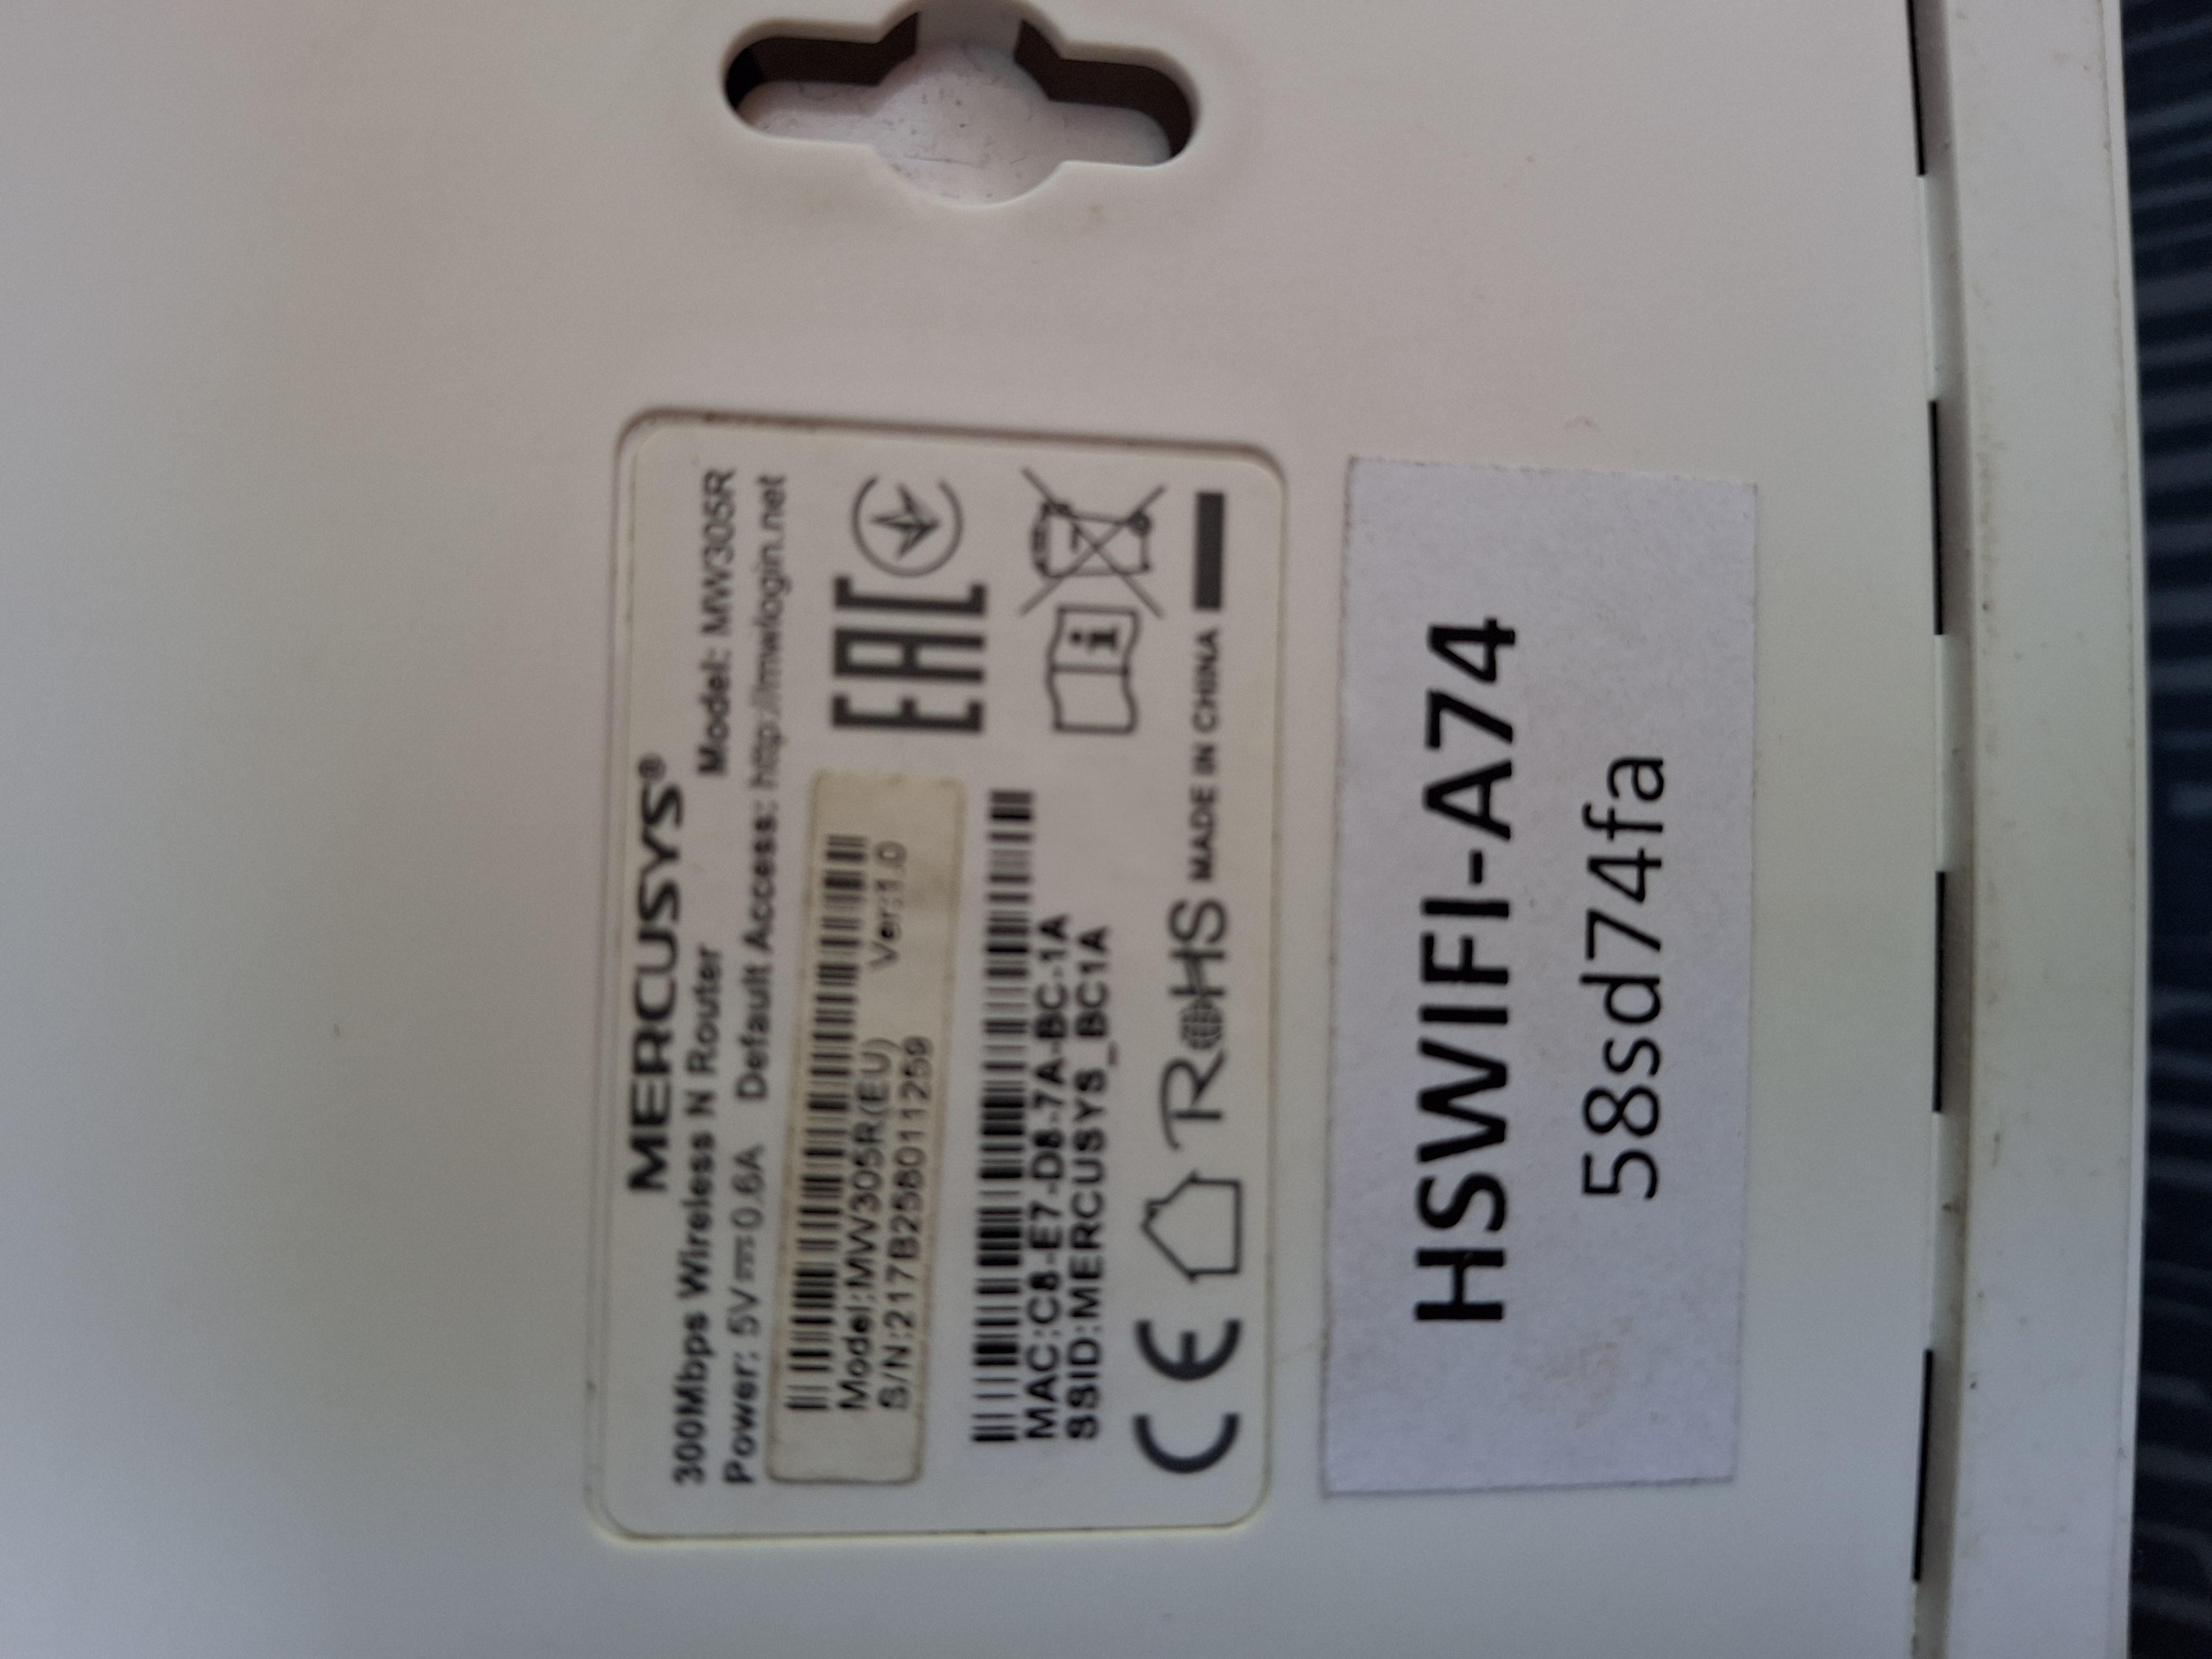 MERCUSYS®
300Mbps Wireless N Router Model: MW305R
Power: 5V⎓0.6A Default Access: http://mwlogin.net
Model:MW305R(EU) Ver:1.0
S/N:217B258011259
EAC
MAC:C8-E7-D8-7A-BC-1A
SSID:MERCUSYS_BC1A
i
CE RoHS MADE IN CHINA
HSWIFI-A74
58sd74fa